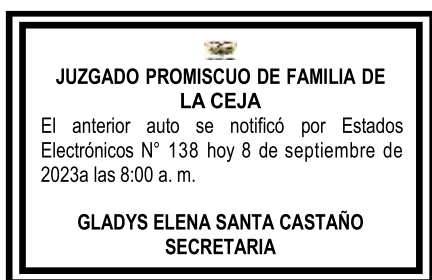 JUZGADO PROMISCUO DE FAMILIA DE
LA CEJA
El anterior auto se notificó por Estados
Electrónicos N° 138 hoy 8 de septiembre de
2023a las 8:00 a. m.
GLADYS ELENA SANTA CASTAÑO
SECRETARIA